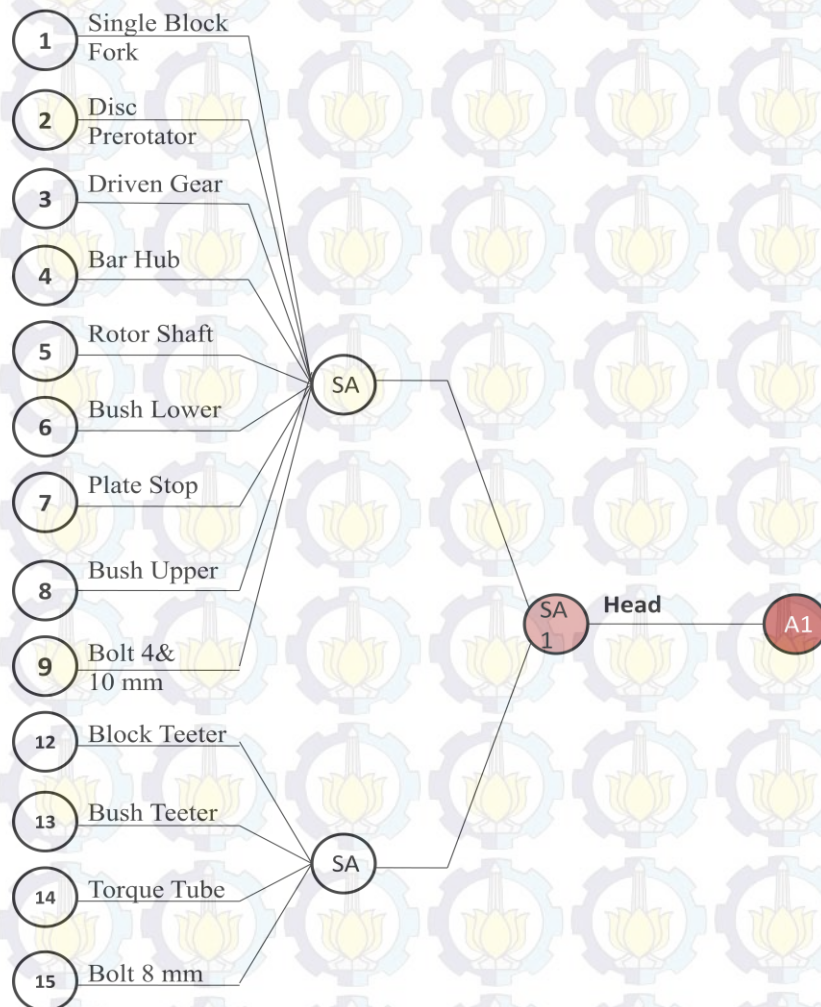 1
Single Block
Fork
2
Disc
Prerotator
3
Driven Gear
4
Bar Hub
5
Rotor Shaft
SA
6
Bush Lower
7
Plate Stop
8
Bush Upper
SA
1
Head
A1
9
Bolt 4&
10 mm
12
Block Teeter
13
Bush Teeter
SA
14
Torque Tube
15
Bolt 8 mm